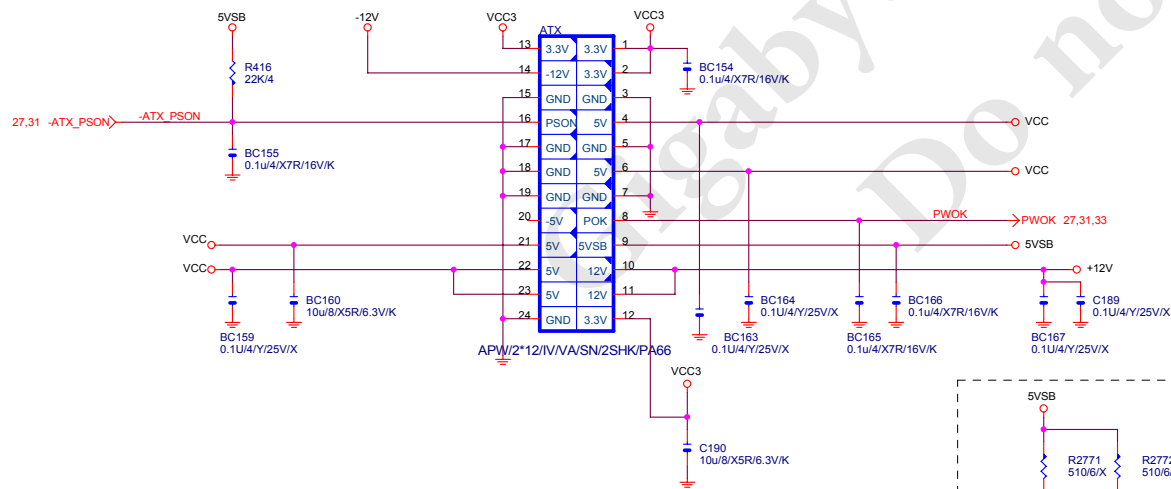 Gigaby
Do no
5VSB
-12V
VCC3
VCC3
ATX
R416
22K/4
27,31 -ATX_PSON
-ATX_PSON
BC155
0.1u/4/X7R/16V/K
BC154
0.1u/4/X7R/16V/K
13 3.3V 3.3V 1
14 -12V 3.3V 2
15 GND GND 3
16 PSON 5V 4
17 GND GND 5
18 GND 5V 6
19 GND GND 7
20 -5V POK 8
21 5V 5VSB 9
22 5V 12V 10
23 5V 12V 11
24 GND 3.3V 12
APW/2*12/IV/VA/SN/2SHK/PA66
VCC
VCC
PWOK
PWOK 27,31,33
5VSB
+12V
VCC
VCC
BC160
10u/8/X5R/6.3V/K
BC159
0.1U/4/Y/25V/X
BC163
0.1U/4/Y/25V/X
BC164
0.1U/4/Y/25V/X
BC165
0.1u/4/X7R/16V/K
BC166
0.1u/4/X7R/16V/K
BC167
0.1U/4/Y/25V/X
C189
0.1U/4/Y/25V/X
VCC3
C190
10u/8/X5R/6.3V/K
5VSB
R2771
510/6/X
R2772
510/6/